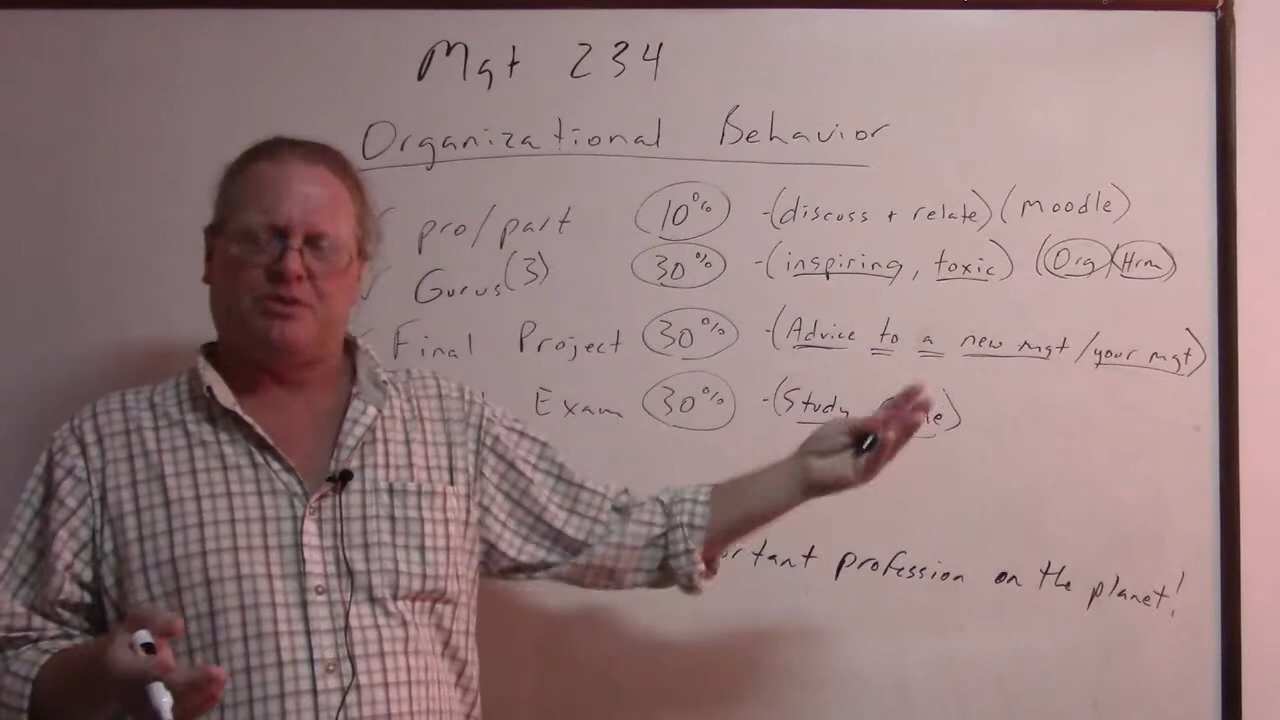 Mgt 234
Organizational Behavior
pro/part 10% -(discuss + relate) (moodle)
Gurus (3) 30% -(inspiring, toxic) (Org)(Hrm)
Final Project 30% -(Advice to a new mgt / your mgt)
Exam 30% -(Study
profession on the planet!